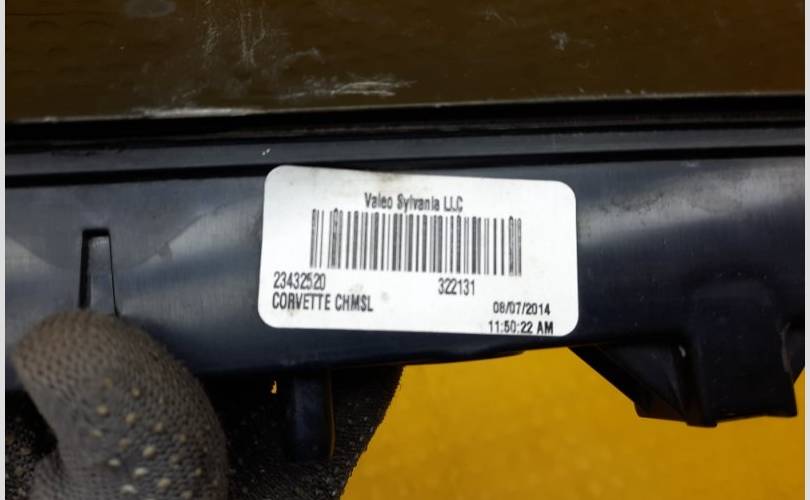 Valeo Sylvania LLC
23432520 322131
CORVETTE CHMSL
08/07/2014
11:50:22 AM